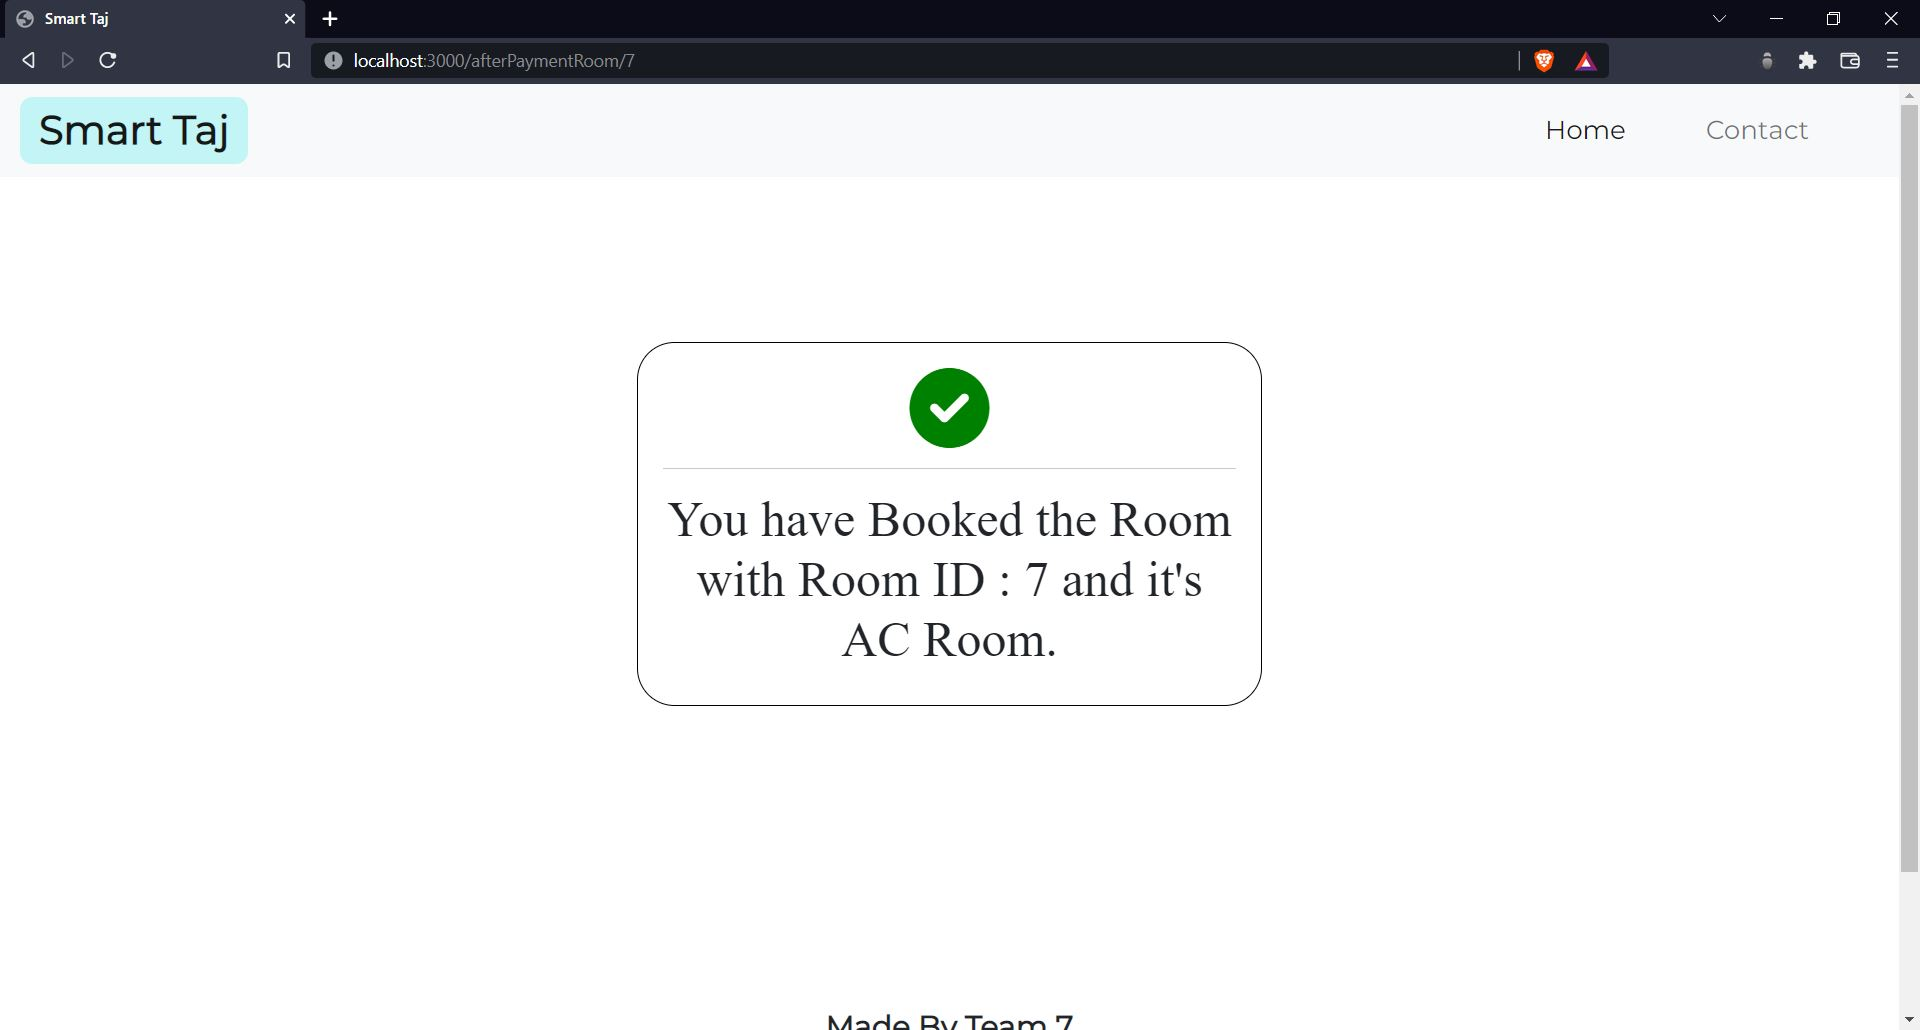 Smart Taj
localhost:3000/afterPaymentRoom/7
Smart Taj
Home
Contact
You have Booked the Room
with Room ID : 7 and it's
AC Room.
Made By Team 7